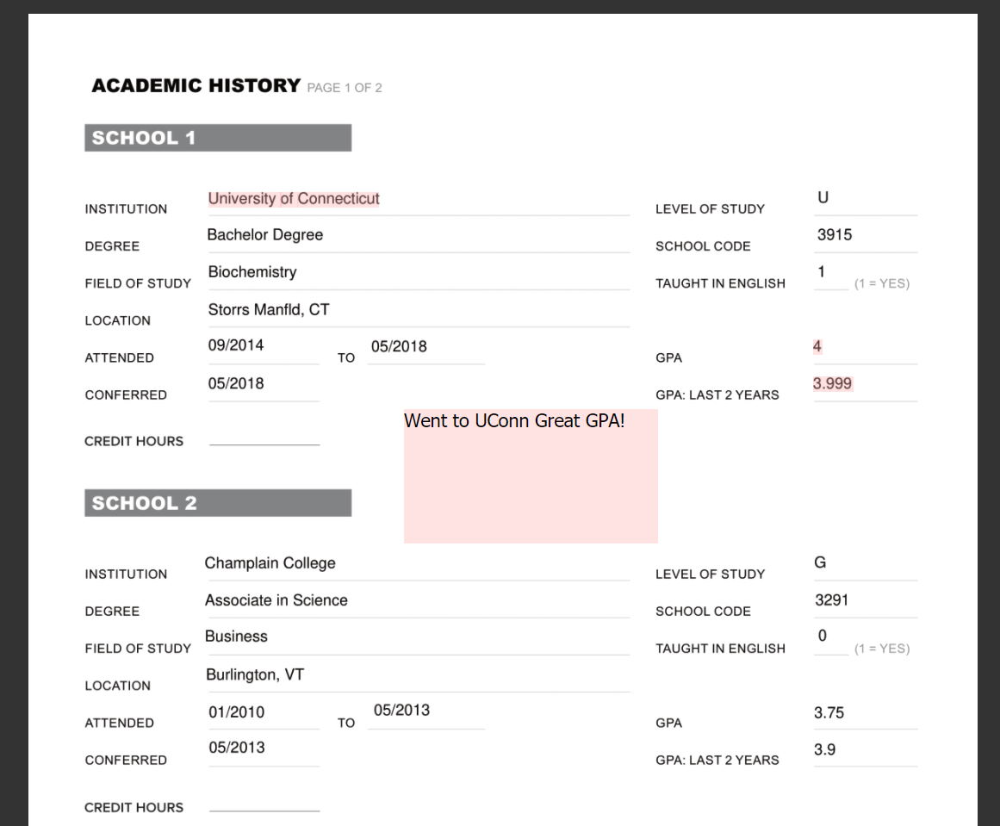 ACADEMIC HISTORY PAGE 1 OF 2
SCHOOL 1
INSTITUTION University of Connecticut LEVEL OF STUDY U
DEGREE Bachelor Degree SCHOOL CODE 3915
FIELD OF STUDY Biochemistry TAUGHT IN ENGLISH 1 (1 = YES)
LOCATION Storrs Manfld, CT
ATTENDED 09/2014 TO 05/2018 GPA 4
CONFERRED 05/2018 GPA: LAST 2 YEARS 3.999
Went to UConn Great GPA!
CREDIT HOURS
SCHOOL 2
INSTITUTION Champlain College LEVEL OF STUDY G
DEGREE Associate in Science SCHOOL CODE 3291
FIELD OF STUDY Business TAUGHT IN ENGLISH 0 (1 = YES)
LOCATION Burlington, VT
ATTENDED 01/2010 TO 05/2013 GPA 3.75
CONFERRED 05/2013 GPA: LAST 2 YEARS 3.9
CREDIT HOURS